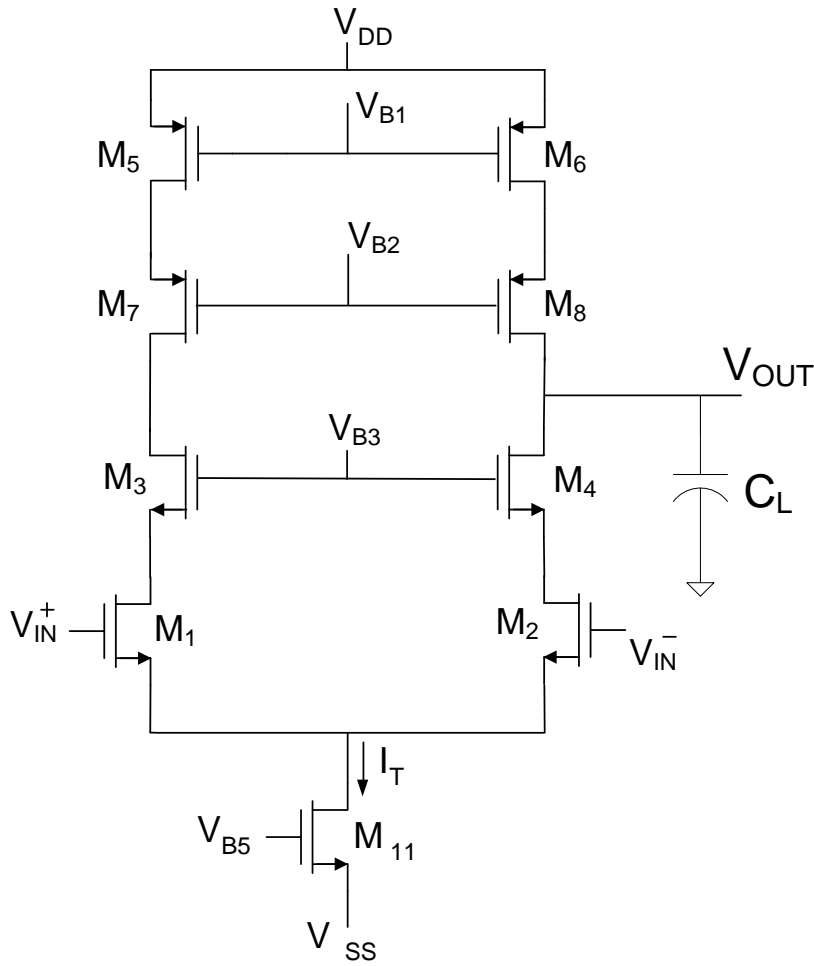 V_DD
V_B1
M_5
M_6
V_B2
M_7
M_8
V_OUT
V_B3
M_3
M_4
C_L
V_IN^+
M_1
M_2
V_IN^−
I_T
V_B5
M_11
V_SS